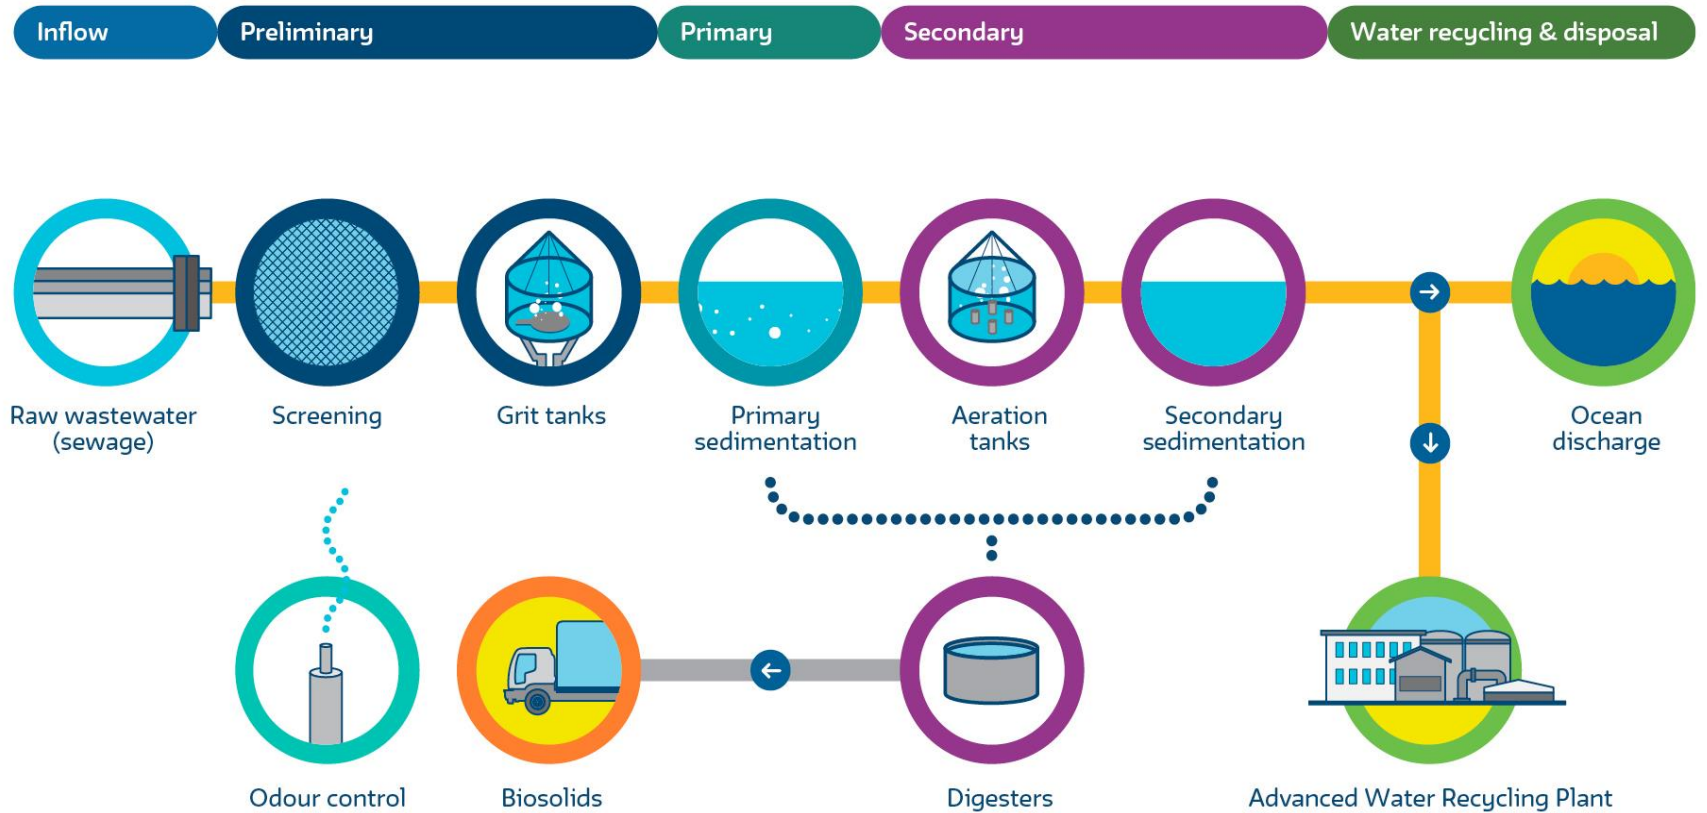 Inflow
Preliminary
Primary
Secondary
Water recycling & disposal
Raw wastewater
(sewage)
Screening
Grit tanks
Primary
sedimentation
Aeration
tanks
Secondary
sedimentation
Ocean
discharge
Odour control
Biosolids
Digesters
Advanced Water Recycling Plant